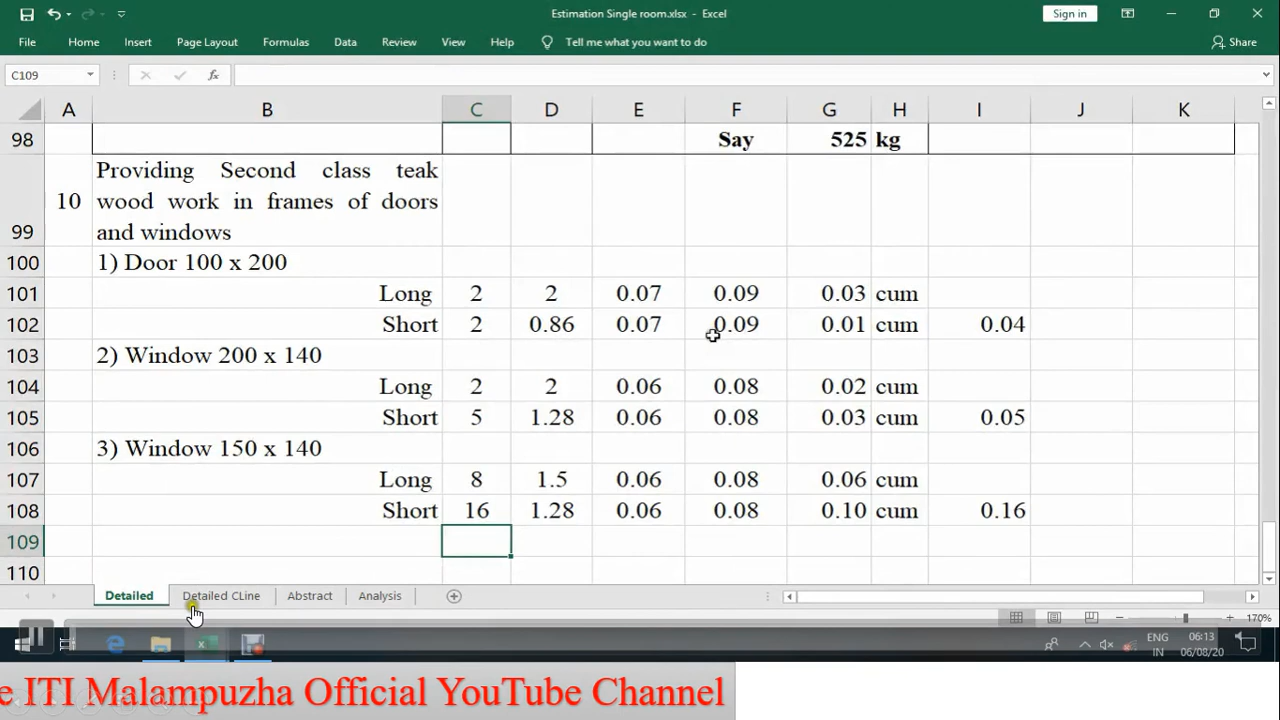 Estimation Single room.xlsx - Excel
Sign in
File Home Insert Page Layout Formulas Data Review View Help Tell me what you want to do Share
C109 fx
A B C D E F G H I J K
98 Say 525 kg
99 10 Providing Second class teak
wood work in frames of doors
and windows
100 1) Door 100 x 200
101 Long 2 2 0.07 0.09 0.03 cum
102 Short 2 0.86 0.07 0.09 0.01 cum 0.04
103 2) Window 200 x 140
104 Long 2 2 0.06 0.08 0.02 cum
105 Short 5 1.28 0.06 0.08 0.03 cum 0.05
106 3) Window 150 x 140
107 Long 8 1.5 0.06 0.08 0.06 cum
108 Short 16 1.28 0.06 0.08 0.10 cum 0.16
109
110
Detailed Detailed CLine Abstract Analysis
170%
ENG 06:13
IN 06/08/20
e ITI Malampuzha Official YouTube Channel